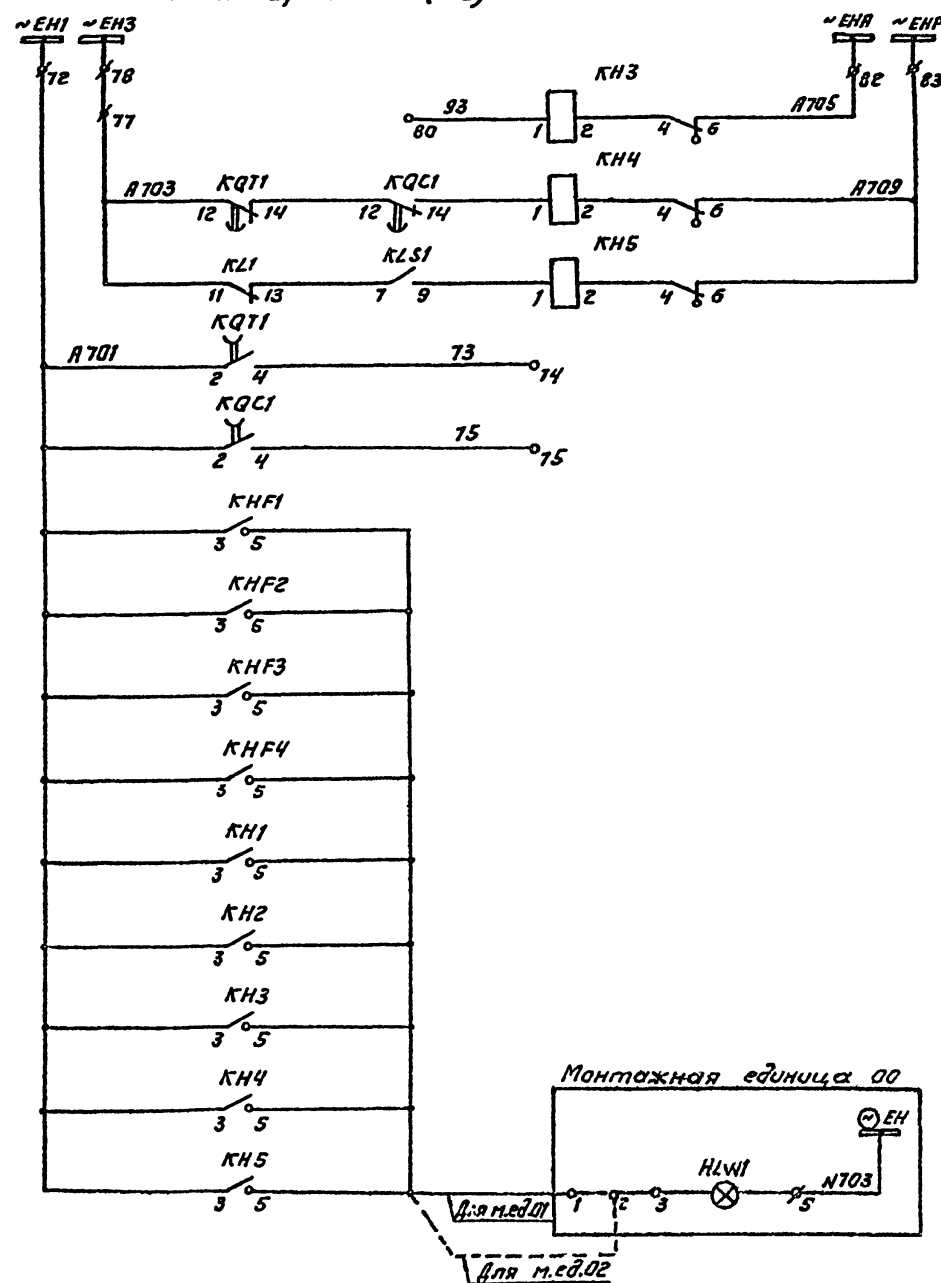 ~EH1 ~EH3 ~EHA ~EHP
72 78 82 83
77
KH3
93
80 1 2 4 6 A705
KH4
A703 KQT1 KQC1 A709
12 14 12 14 1 2 4 6
KH5
KL1 KLS1
11 13 7 9 1 2 4 6
KQT1
A701 73
2 4 74
KQC1
75
2 4 75
KHF1
3 5
KHF2
3 6
KHF3
3 5
KHF4
3 5
KH1
3 5
KH2
3 5
KH3
3 5
KH4
3 5
Монтажная единица 00
~ EH
KH5 HLW1 N703
3 5 1 2 3 5
Для м.ед.01
Для м.ед.02